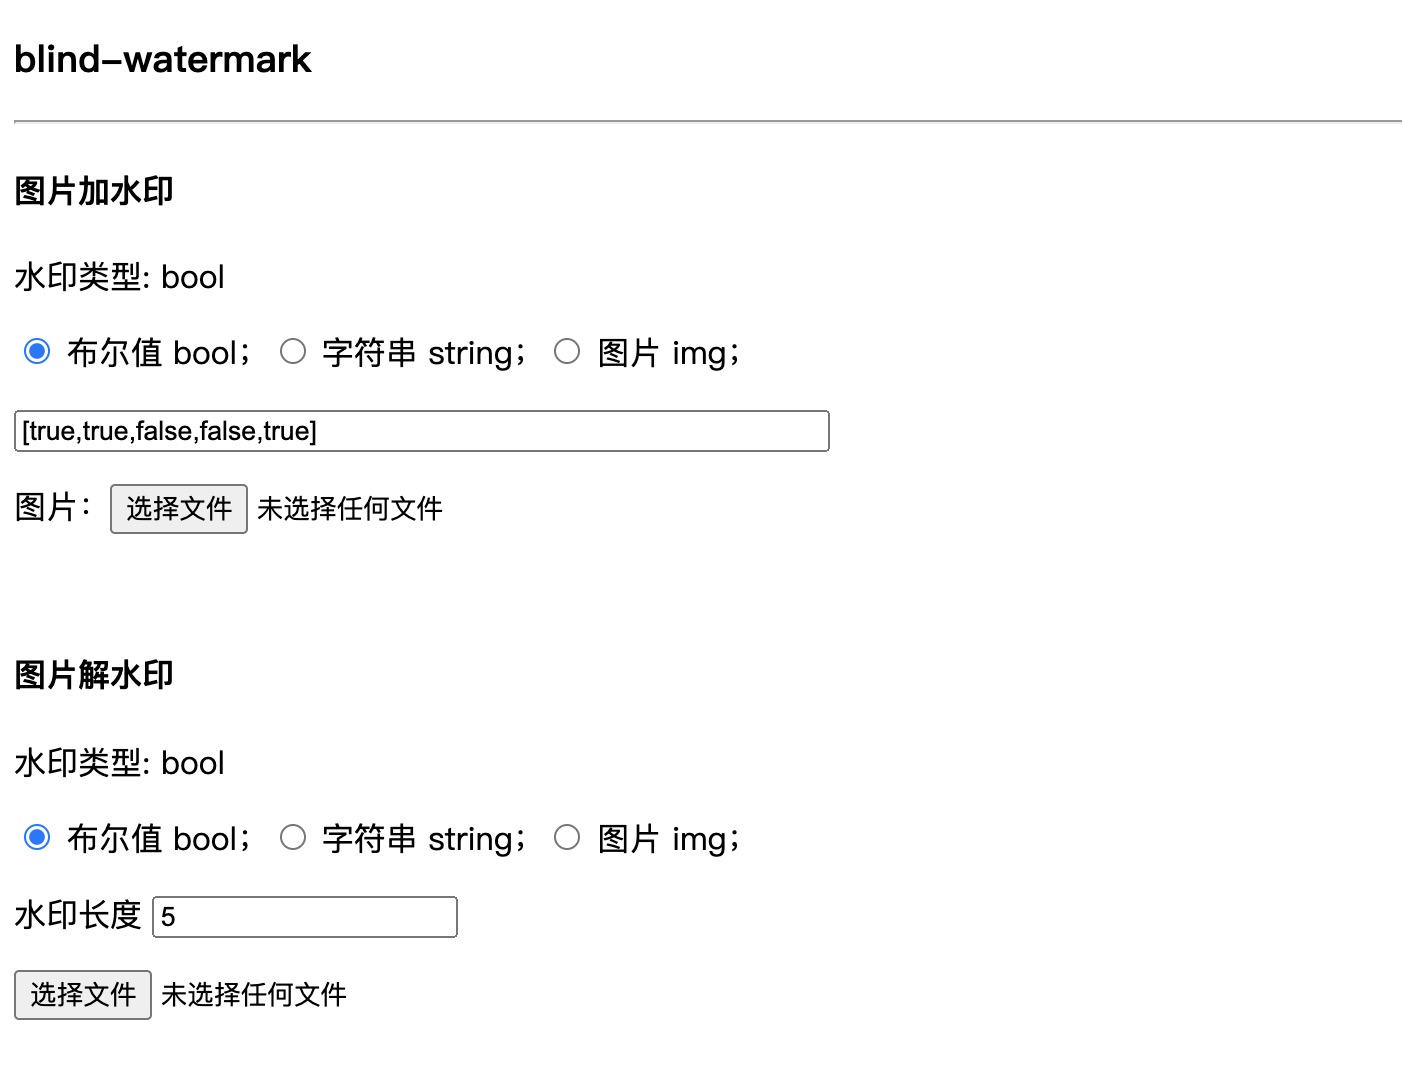 blind-watermark
图片加水印
水印类型: bool
布尔值 bool； 字符串 string； 图片 img；
[true,true,false,false,true]
图片： 选择文件 未选择任何文件
图片解水印
水印类型: bool
布尔值 bool； 字符串 string； 图片 img；
水印长度 5
选择文件 未选择任何文件